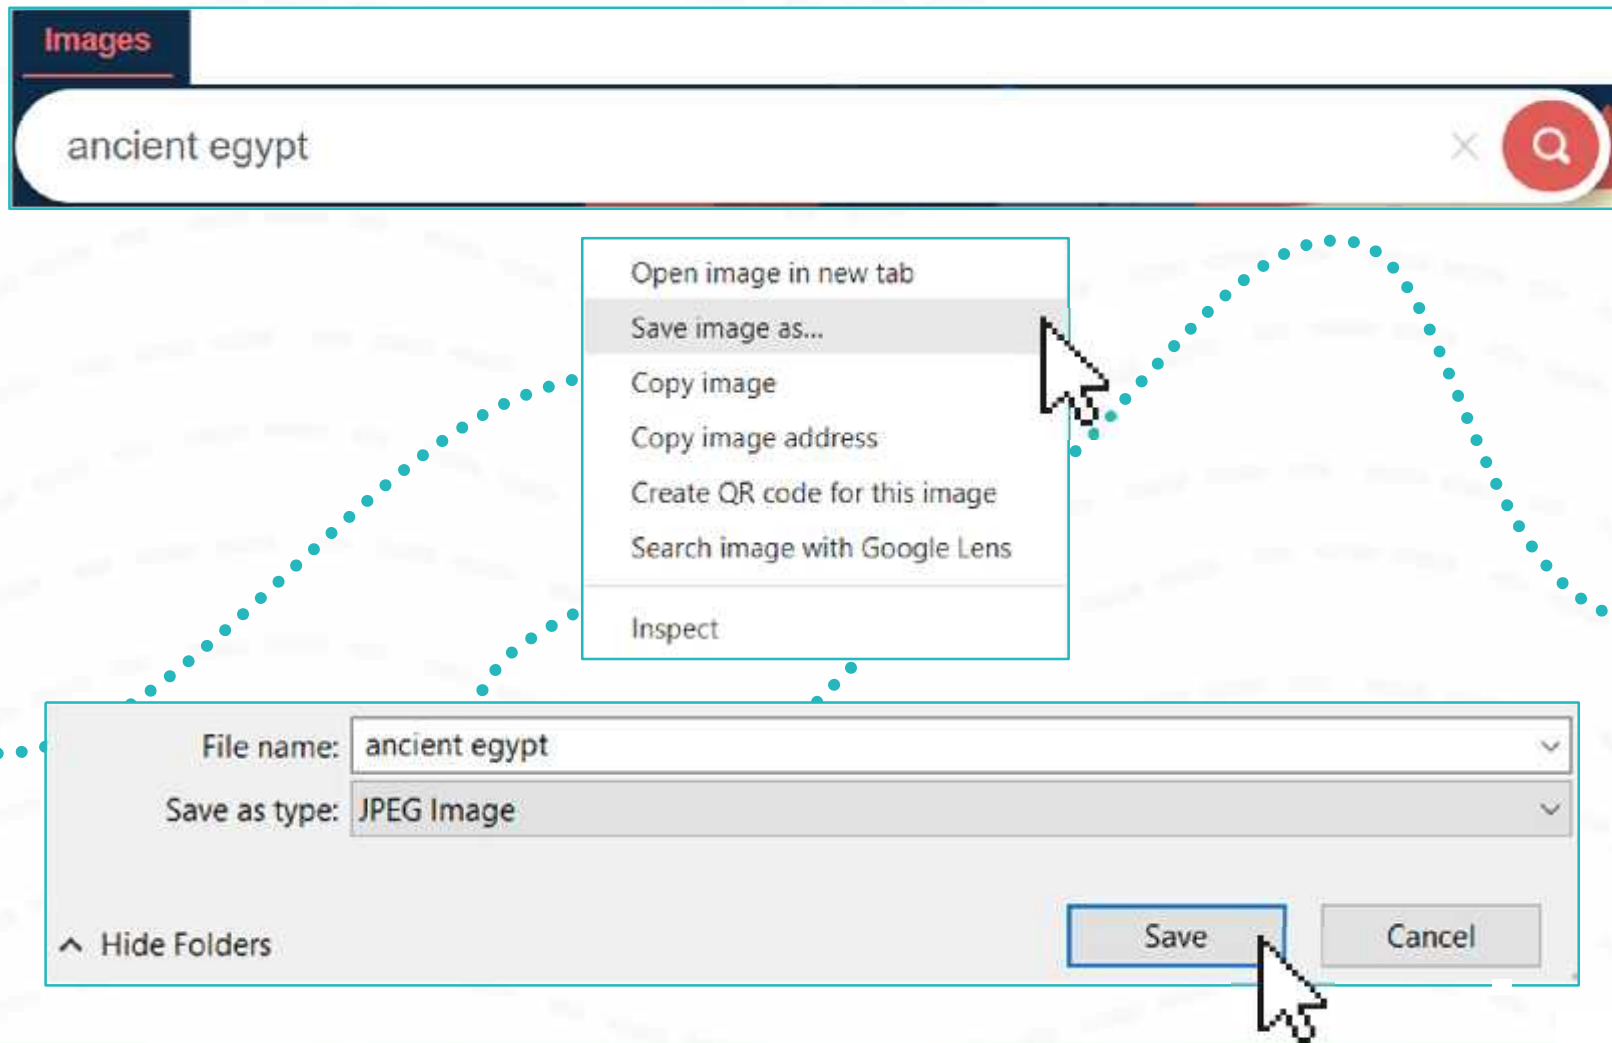 Images
ancient egypt
Open image in new tab
Save image as...
Copy image
Copy image address
Create QR code for this image
Search image with Google Lens
Inspect
File name: ancient egypt
Save as type: JPEG Image
Hide Folders
Save
Cancel